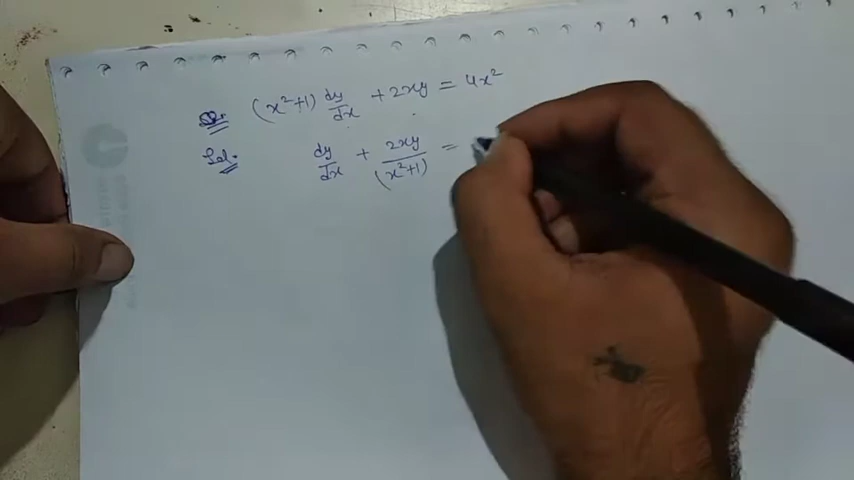 Q:- (x²+1) dy/dx + 2xy = 4x²
Sol:- dy/dx + 2xy/(x²+1) =